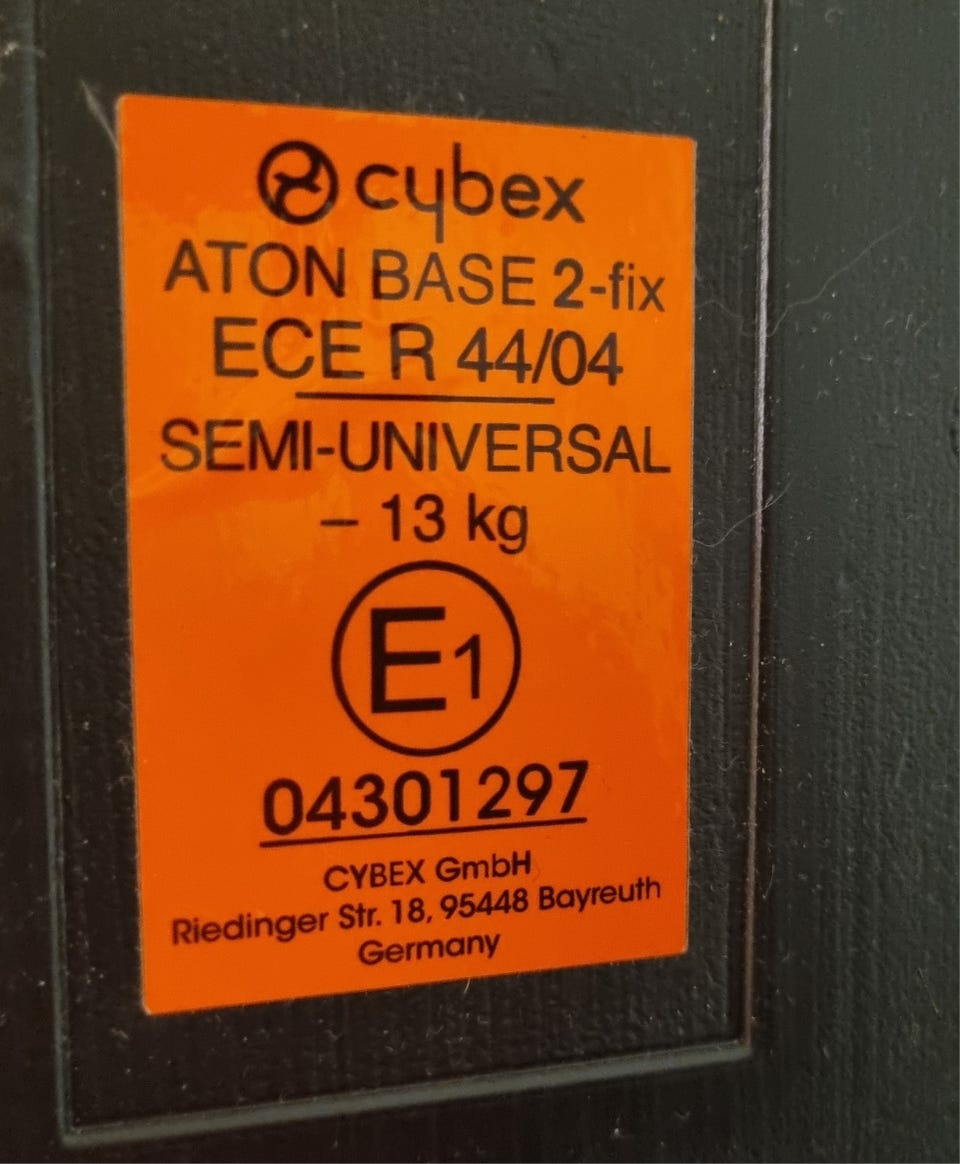 cybex
ATON BASE 2-fix
ECE R 44/04
SEMI-UNIVERSAL
– 13 kg
E1
04301297
CYBEX GmbH
Riedinger Str. 18, 95448 Bayreuth
Germany